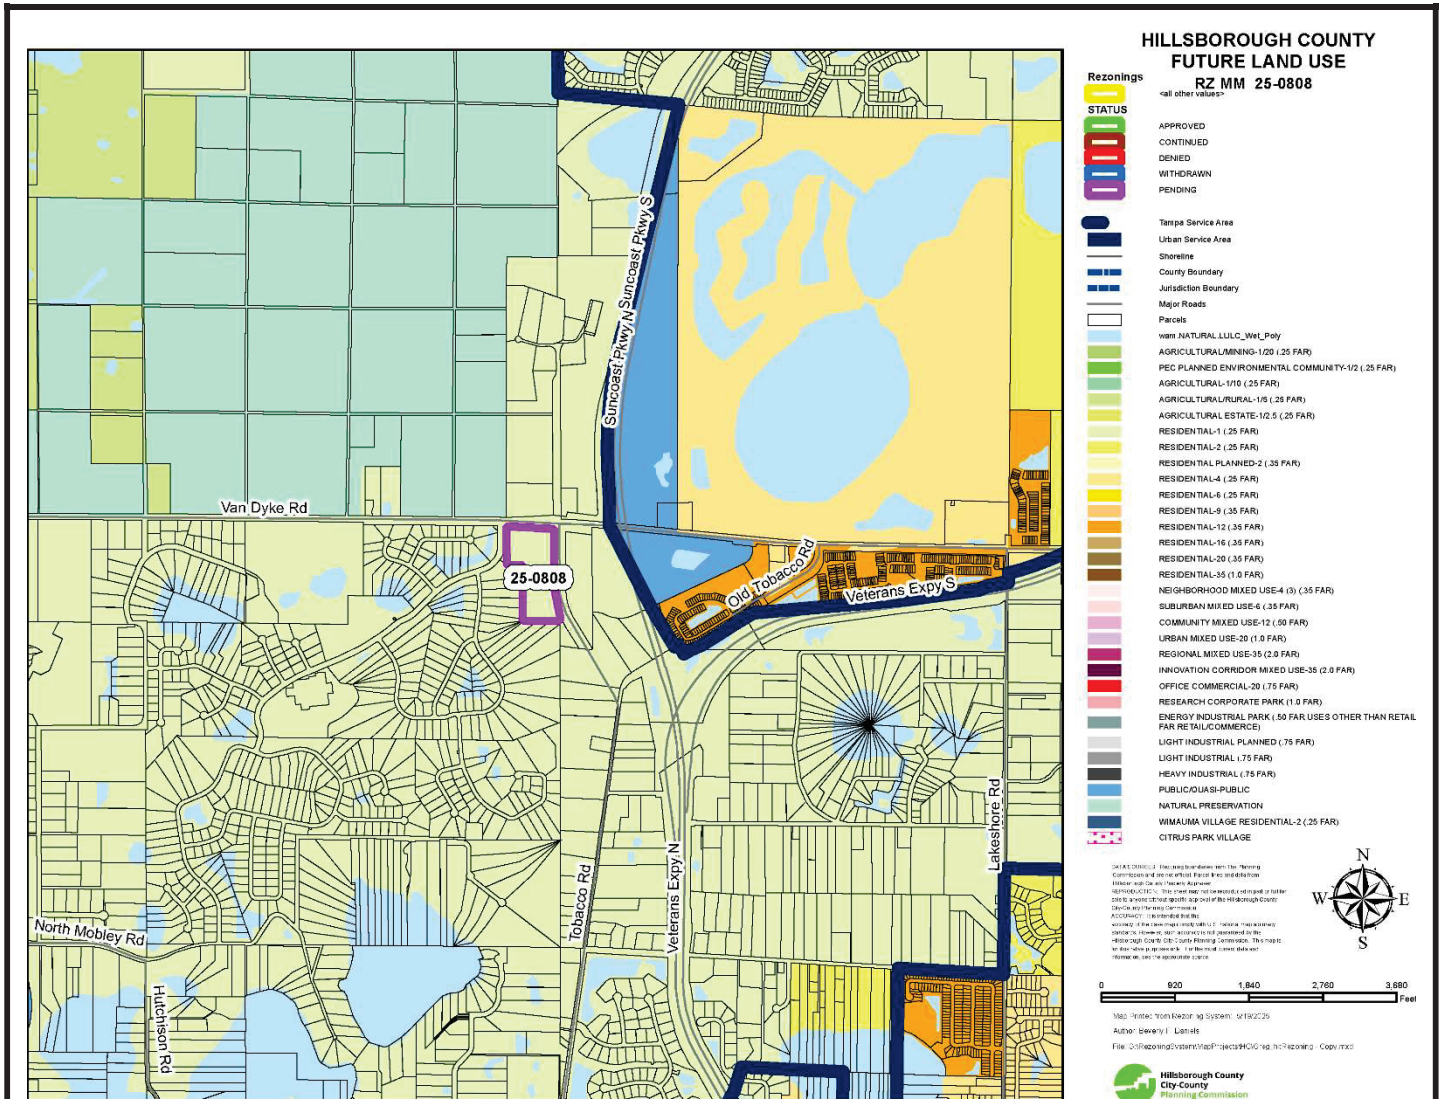 HILLSBOROUGH COUNTY
FUTURE LAND USE
RZ MM 25-0808
Rezonings
<all other values>
STATUS
APPROVED
CONTINUED
DENIED
WITHDRAWN
PENDING
Tampa Service Area
Urban Service Area
Shoreline
County Boundary
Jurisdiction Boundary
Major Roads
Parcels
wam.NATURAL.LULC_Wet_Poly
AGRICULTURAL/MINING-1/20 (.25 FAR)
PEC PLANNED ENVIRONMENTAL COMMUNITY-1/2 (.25 FAR)
AGRICULTURAL-1/10 (.25 FAR)
AGRICULTURAL/RURAL-1/5 (.25 FAR)
AGRICULTURAL ESTATE-1/2.5 (.25 FAR)
RESIDENTIAL-1 (.25 FAR)
RESIDENTIAL-2 (.25 FAR)
RESIDENTIAL PLANNED-2 (.35 FAR)
RESIDENTIAL-4 (.25 FAR)
RESIDENTIAL-6 (.25 FAR)
RESIDENTIAL-9 (.35 FAR)
RESIDENTIAL-12 (.35 FAR)
RESIDENTIAL-16 (.35 FAR)
RESIDENTIAL-20 (.35 FAR)
RESIDENTIAL-35 (1.0 FAR)
NEIGHBORHOOD MIXED USE-4 (3) (.35 FAR)
SUBURBAN MIXED USE-6 (.35 FAR)
COMMUNITY MIXED USE-12 (.50 FAR)
URBAN MIXED USE-20 (1.0 FAR)
REGIONAL MIXED USE-35 (2.0 FAR)
INNOVATION CORRIDOR MIXED USE-35 (2.0 FAR)
OFFICE COMMERCIAL-20 (.75 FAR)
RESEARCH CORPORATE PARK (1.0 FAR)
ENERGY INDUSTRIAL PARK (.50 FAR USES OTHER THAN RETAIL
FAR RETAIL/COMMERCE)
LIGHT INDUSTRIAL PLANNED (.75 FAR)
LIGHT INDUSTRIAL (.75 FAR)
HEAVY INDUSTRIAL (.75 FAR)
PUBLIC/QUASI-PUBLIC
NATURAL PRESERVATION
WIMAUMA VILLAGE RESIDENTIAL-2 (.25 FAR)
CITRUS PARK VILLAGE
N
W E
S
0 920 1,840 2,760 3,680
Feet
Map Printed from Rezoning System:
Author: Beverly F. Daniels
Hillsborough County
City-County
Planning Commission
Suncoast Pkwy S
Suncoast Pkwy N
Van Dyke Rd
25-0808
Old Tobacco Rd
Veterans Expy S
Lakeshore Rd
Tobacco Rd
Veterans Expy N
North Mobley Rd
Hutchison Rd